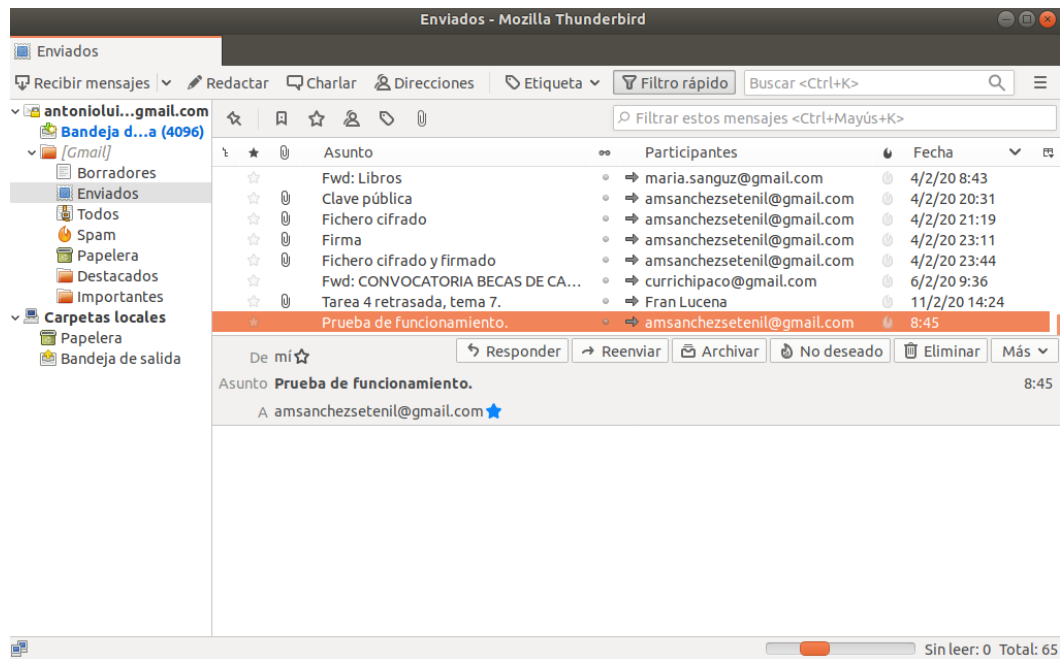 Enviados - Mozilla Thunderbird
Enviados
Recibir mensajes Redactar Charlar Direcciones Etiqueta Filtro rápido Buscar <Ctrl+K>
antoniolui...gmail.com
Bandeja d...a (4096)
[Gmail]
Borradores
Enviados
Todos
Spam
Papelera
Destacados
Importantes
Carpetas locales
Papelera
Bandeja de salida
Filtrar estos mensajes <Ctrl+Mayús+K>
Asunto Participantes Fecha
Fwd: Libros maria.sanguz@gmail.com 4/2/20 8:43
Clave pública amsanchezsetenil@gmail.com 4/2/20 20:31
Fichero cifrado amsanchezsetenil@gmail.com 4/2/20 21:19
Firma amsanchezsetenil@gmail.com 4/2/20 23:11
Fichero cifrado y firmado amsanchezsetenil@gmail.com 4/2/20 23:44
Fwd: CONVOCATORIA BECAS DE CA... currichipaco@gmail.com 6/2/20 9:36
Tarea 4 retrasada, tema 7. Fran Lucena 11/2/20 14:24
Prueba de funcionamiento. amsanchezsetenil@gmail.com 8:45
De mí Responder Reenviar Archivar No deseado Eliminar Más
Asunto Prueba de funcionamiento. 8:45
A amsanchezsetenil@gmail.com
Sin leer: 0 Total: 65